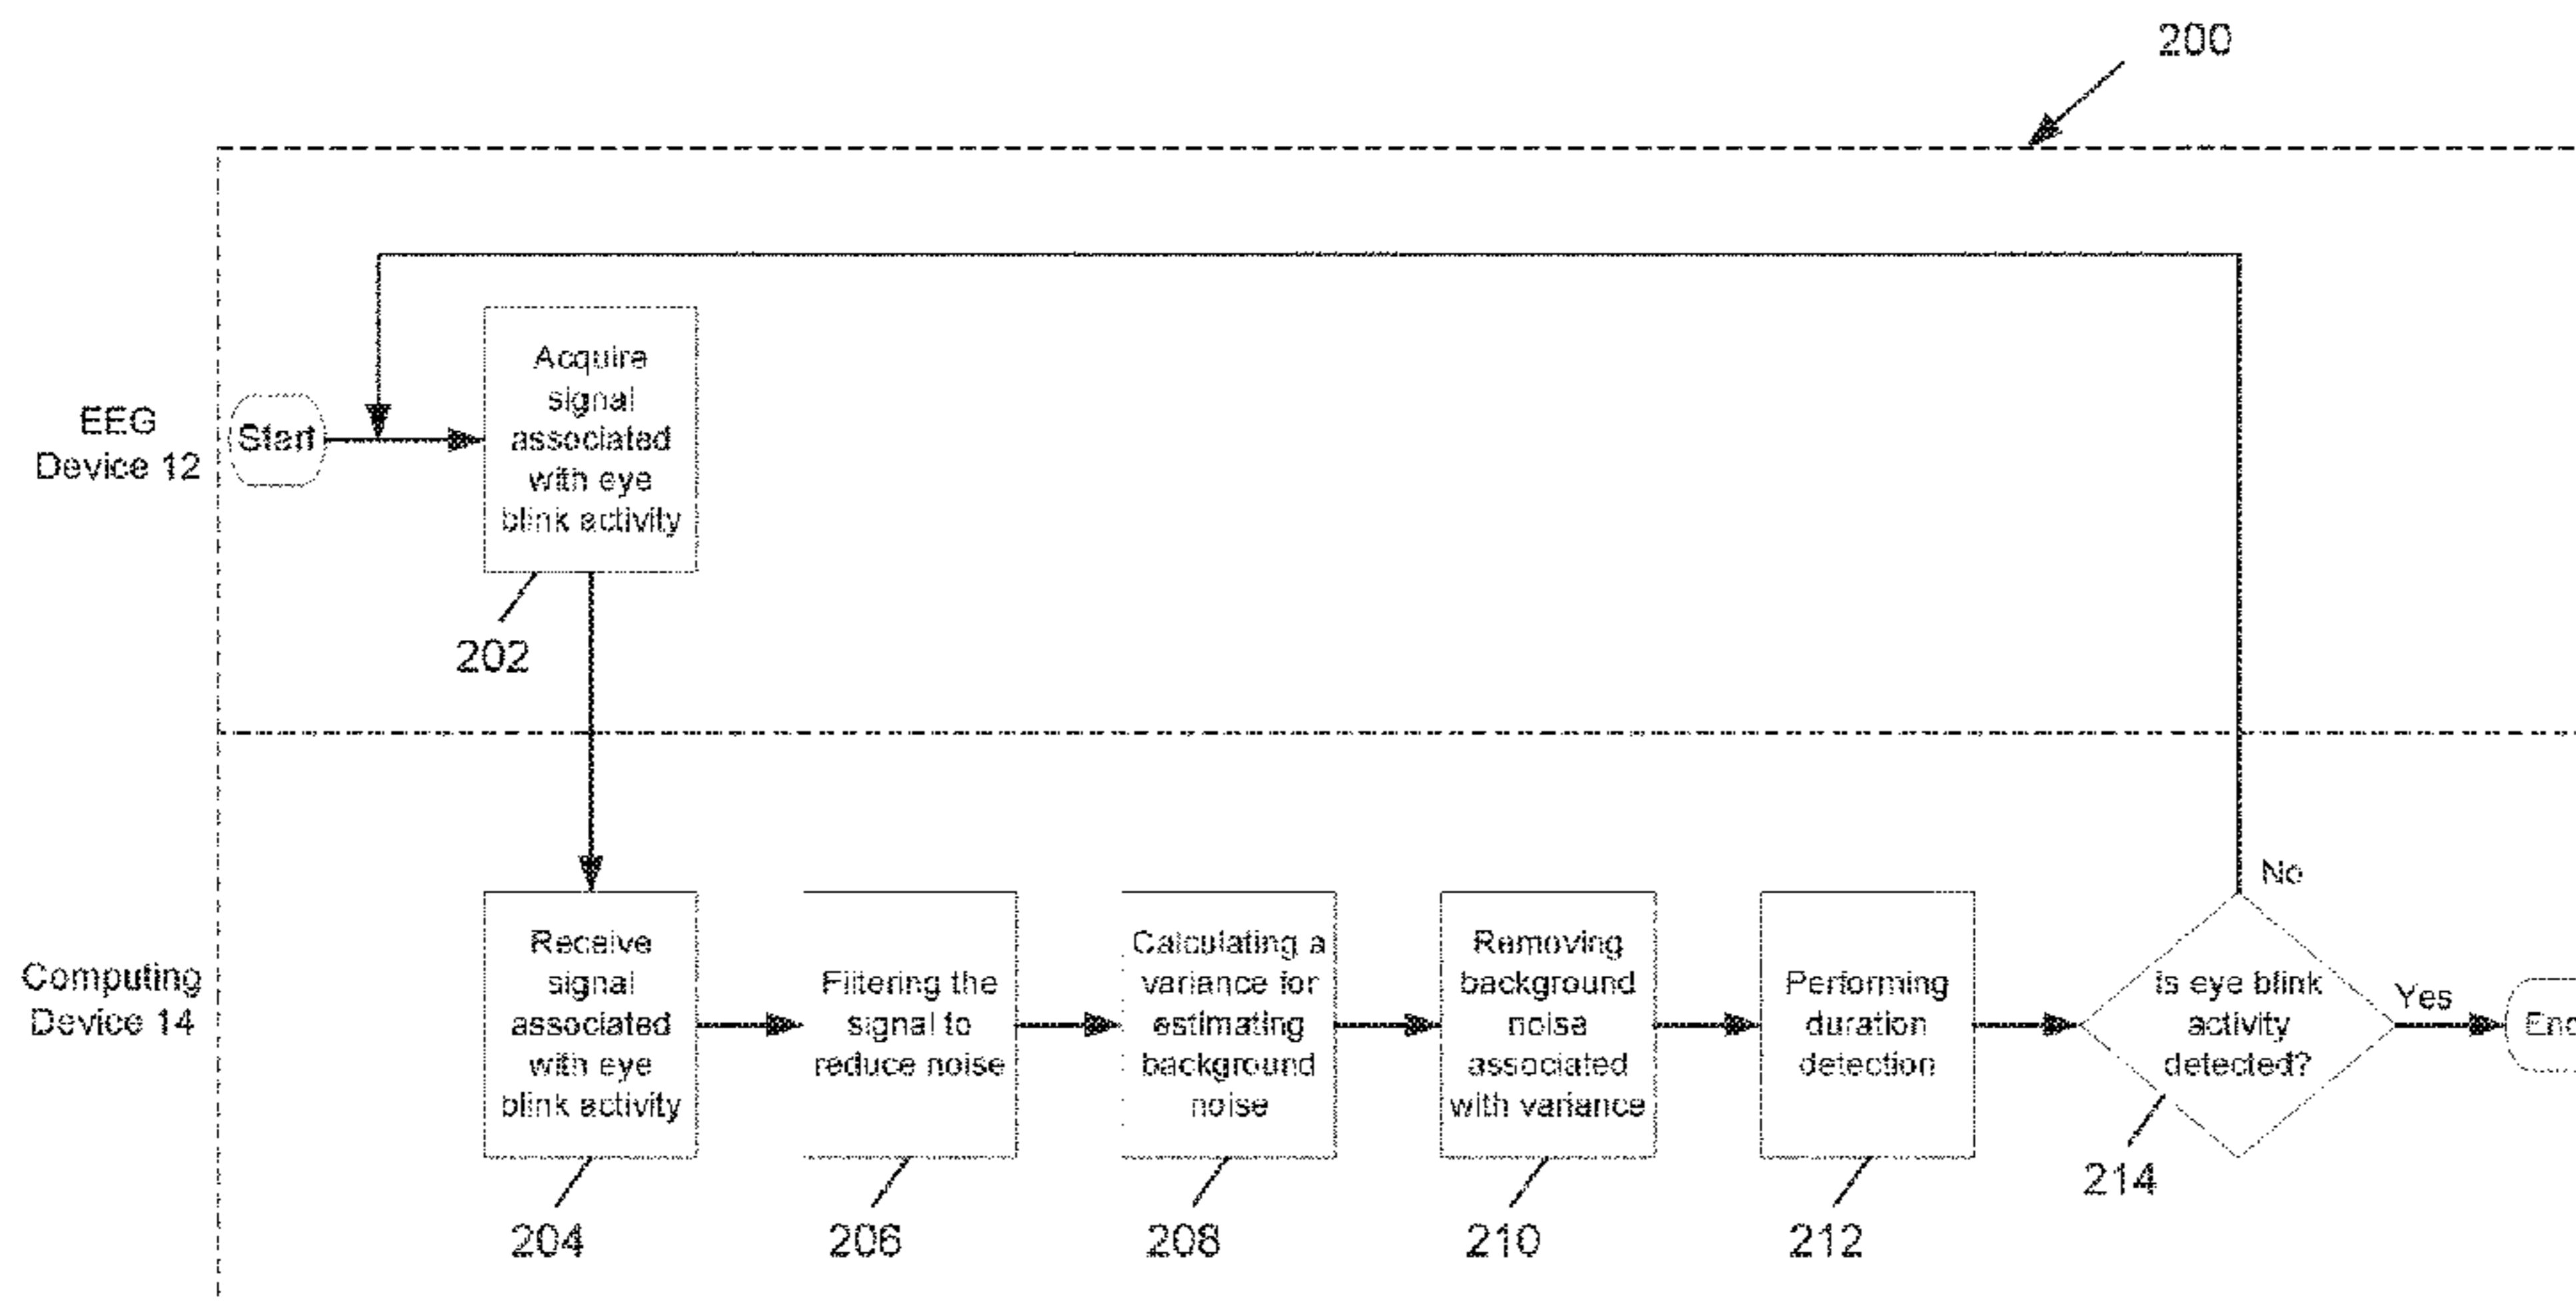 200
EEG
Device 12
Start
Acquire
signal
associated
with eye
blink activity
202
Computing
Device 14
Receive
signal
associated
with eye
blink activity
204
Filtering the
signal to
reduce noise
206
Calculating a
variance for
estimating
background
noise
208
Removing
background
noise
associated
with variance
210
Performing
duration
detection
212
is eye blink
activity
detected?
214
No
Yes